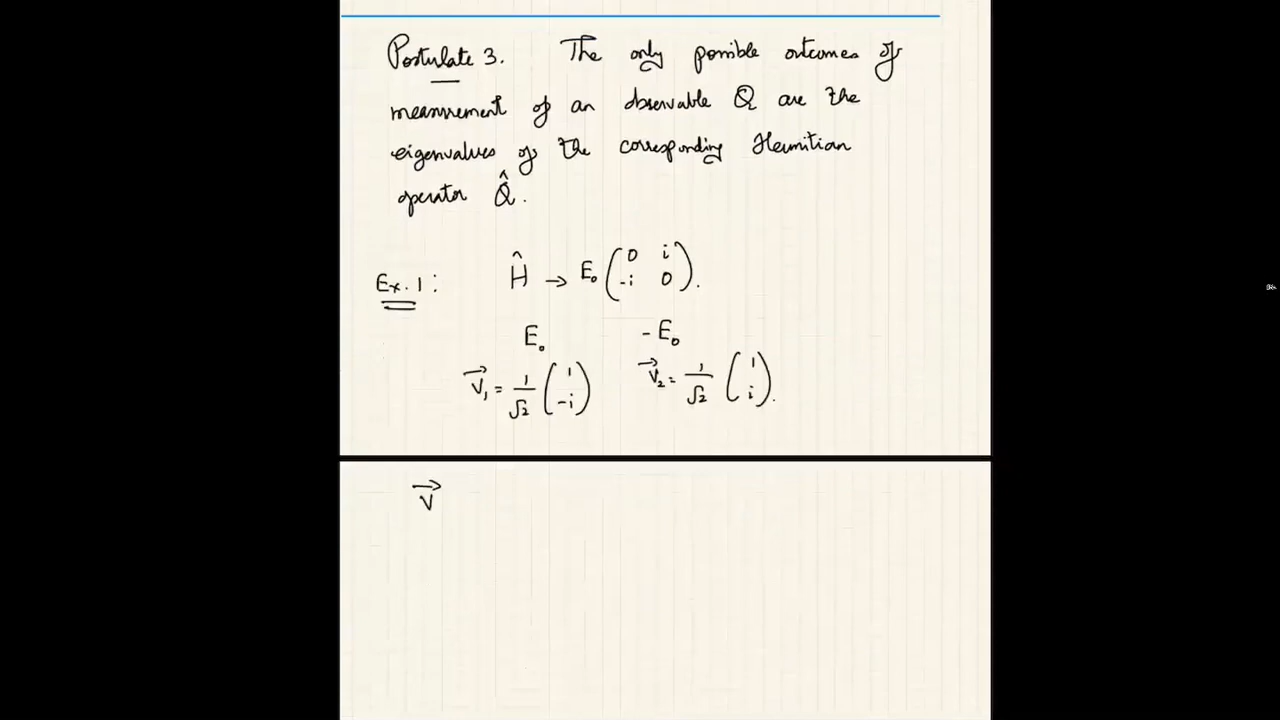 Postulate 3. The only possible outcomes of
measurement of an observable Q are the
eigenvalues of the corresponding Hermitian
operator Q̂.
Ex. 1: Ĥ → E₀ (0 i; -i 0).
E₀ -E₀
v⃗₁ = 1/√2 (1; -i) v⃗₂ = 1/√2 (1; i).
v⃗